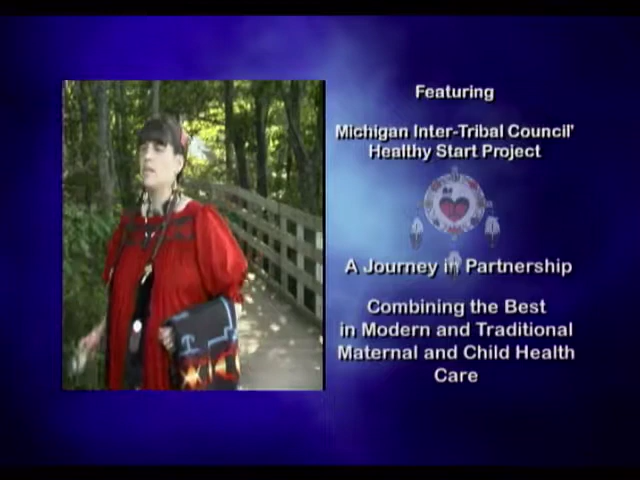 Featuring
Michigan Inter-Tribal Council'
Healthy Start Project
A Journey in Partnership
Combining the Best
in Modern and Traditional
Maternal and Child Health
Care